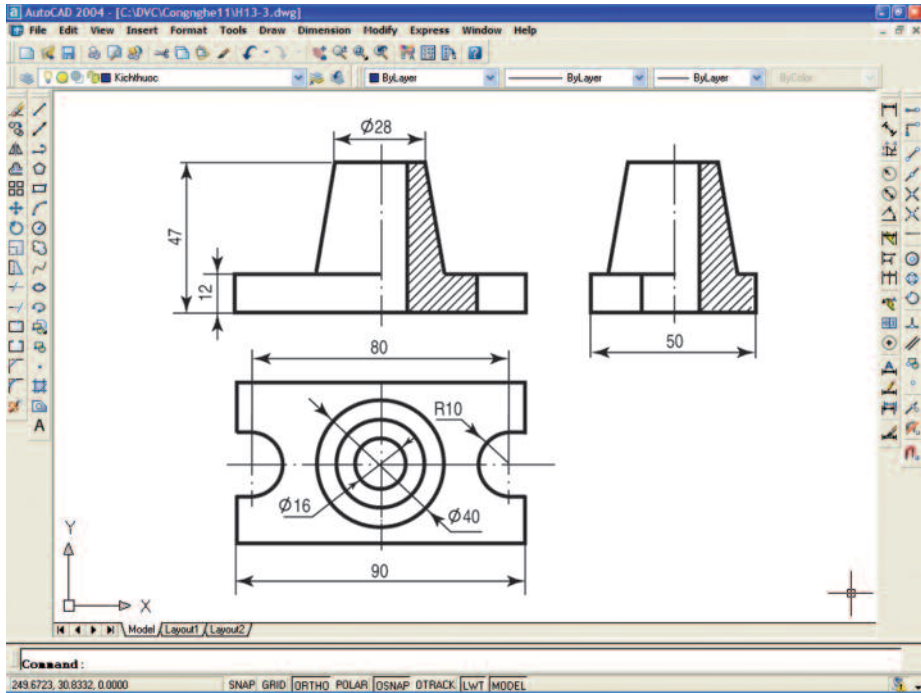 AutoCAD 2004 - [C:\DVC\Congnghe11\H13-3.dwg]
File Edit View Insert Format Tools Draw Dimension Modify Express Window Help
Kichthuoc ByLayer ByLayer ByLayer ByColor
Ø28
47
12
80
50
R10
Ø16
Ø40
90
Y
X
A
A
Model Layout1 Layout2
Command:
249.6723, 30.8332, 0.0000 SNAP GRID ORTHO POLAR OSNAP OTRACK LWT MODEL